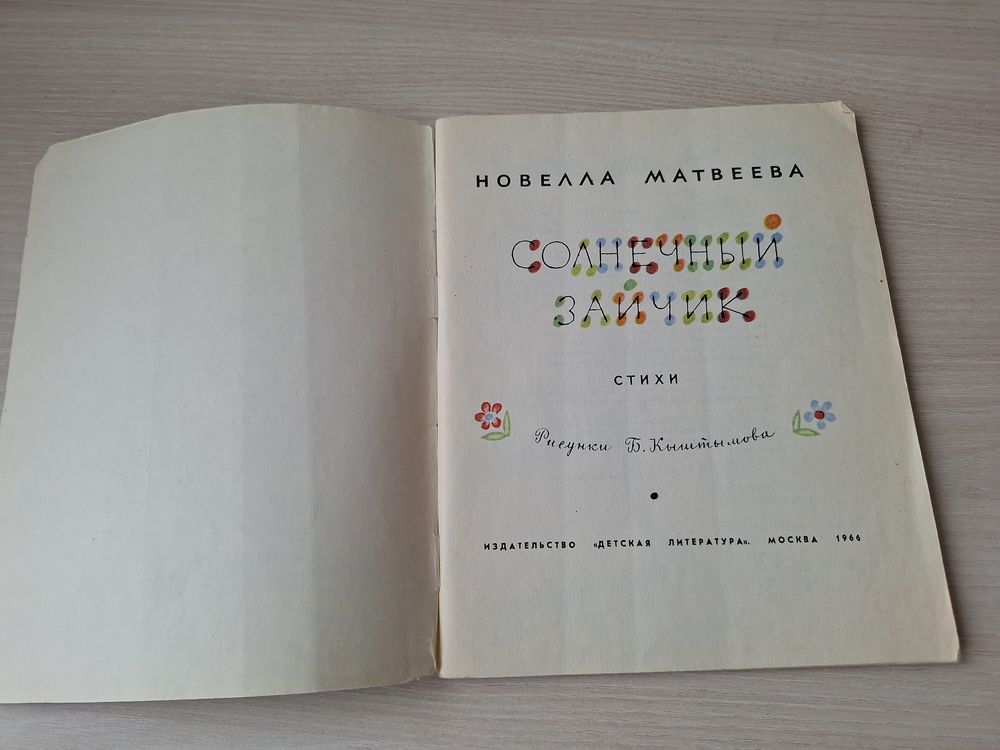 НОВЕЛЛА МАТВЕЕВА
СОЛНЕЧНЫЙ
ЗАЙЧИК
СТИХИ
Рисунки Б. Кыштымова
ИЗДАТЕЛЬСТВО «ДЕТСКАЯ ЛИТЕРАТУРА». МОСКВА 1966